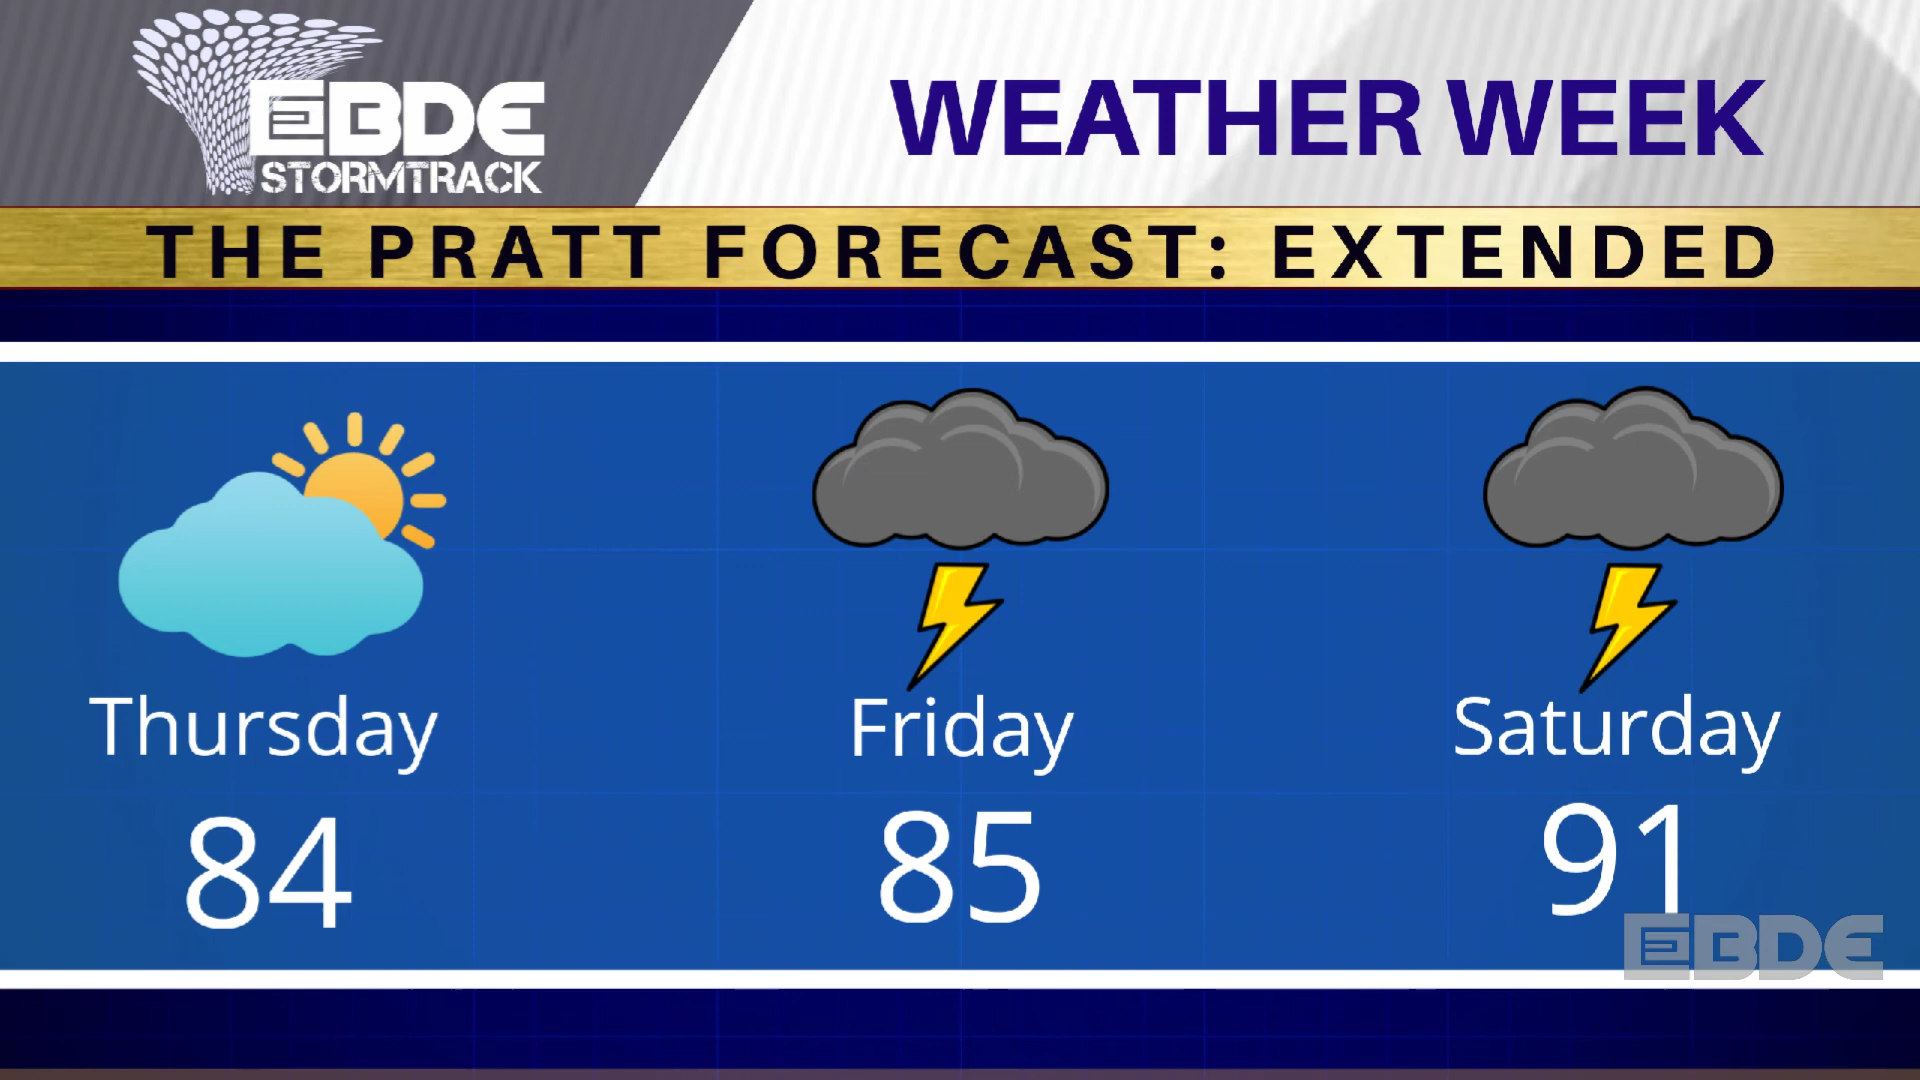 EBDE
STORMTRACK
WEATHER WEEK
THE PRATT FORECAST: EXTENDED
Thursday
Friday
Saturday
84
85
91
EBDE